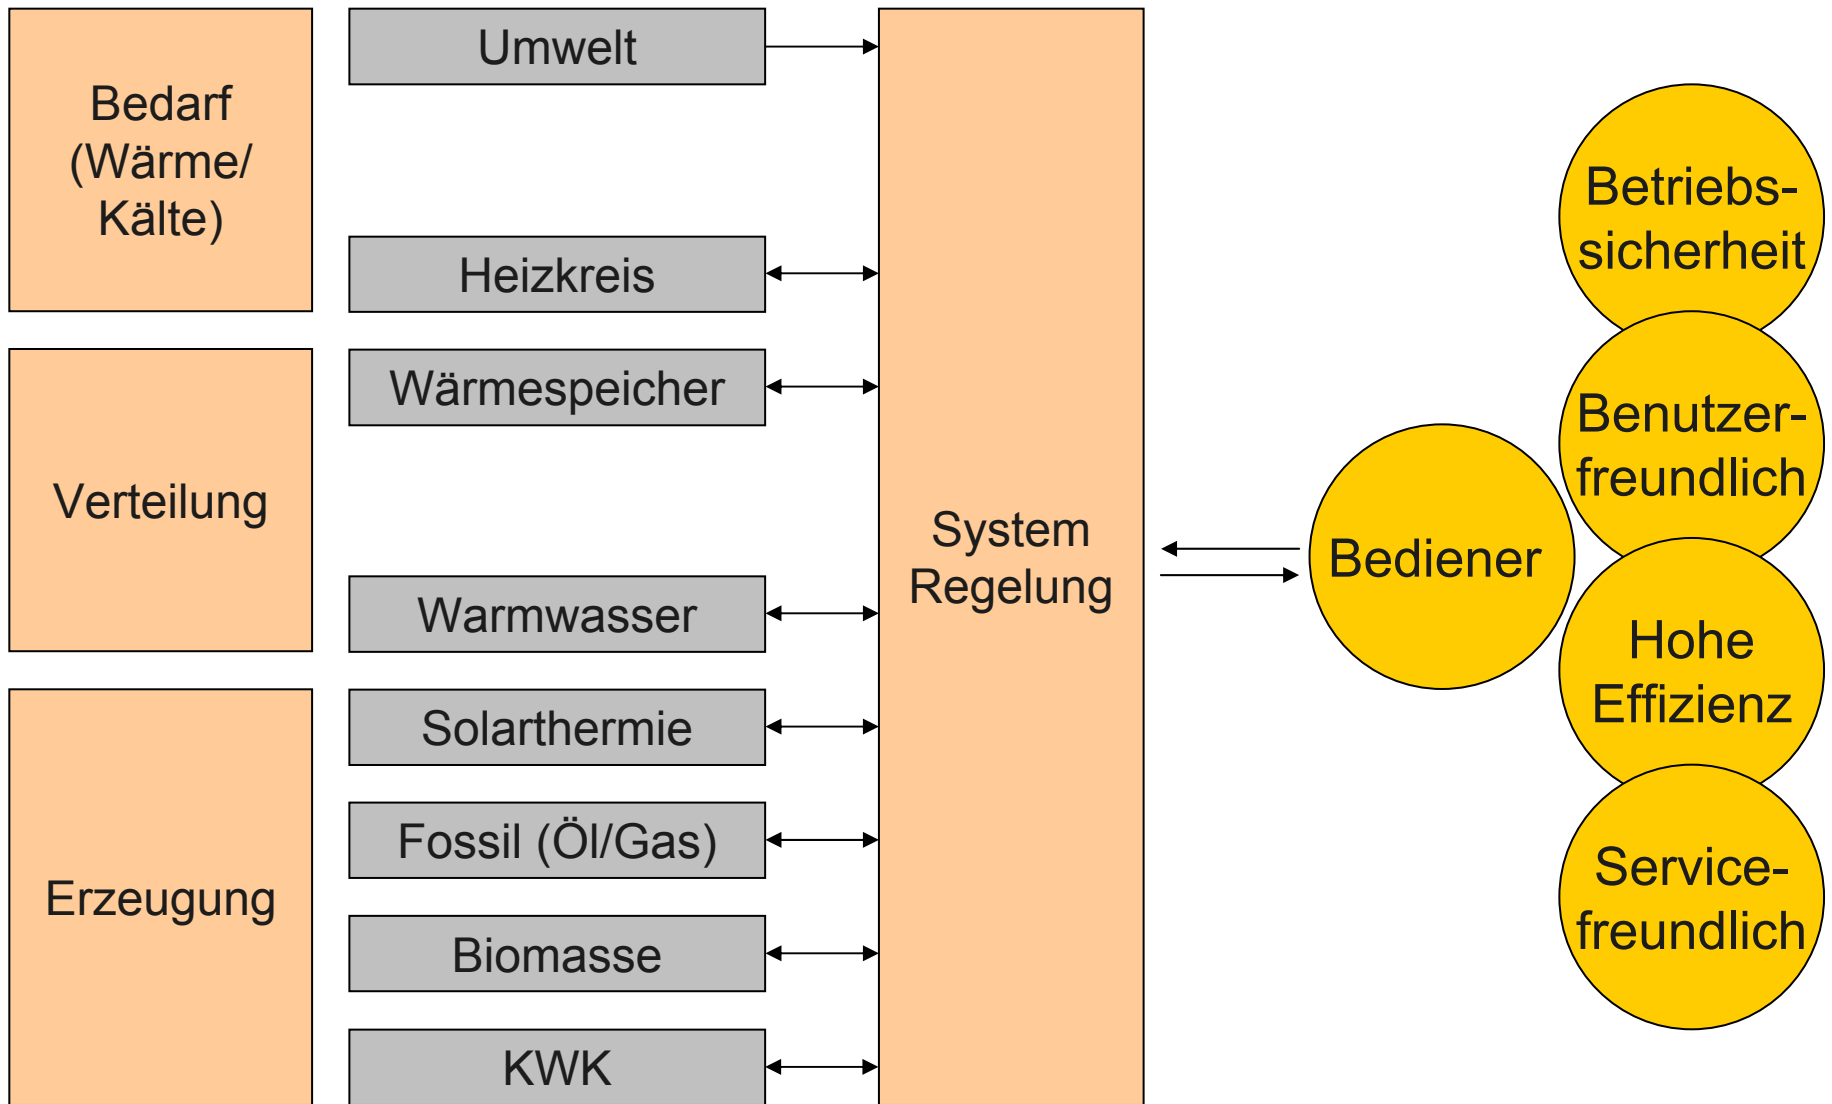 Bedarf
(Wärme/
Kälte)
Verteilung
Erzeugung
Umwelt
Heizkreis
Wärmespeicher
Warmwasser
Solarthermie
Fossil (Öl/Gas)
Biomasse
KWK
System
Regelung
Bediener
Betriebs-
sicherheit
Benutzer-
freundlich
Hohe
Effizienz
Service-
freundlich